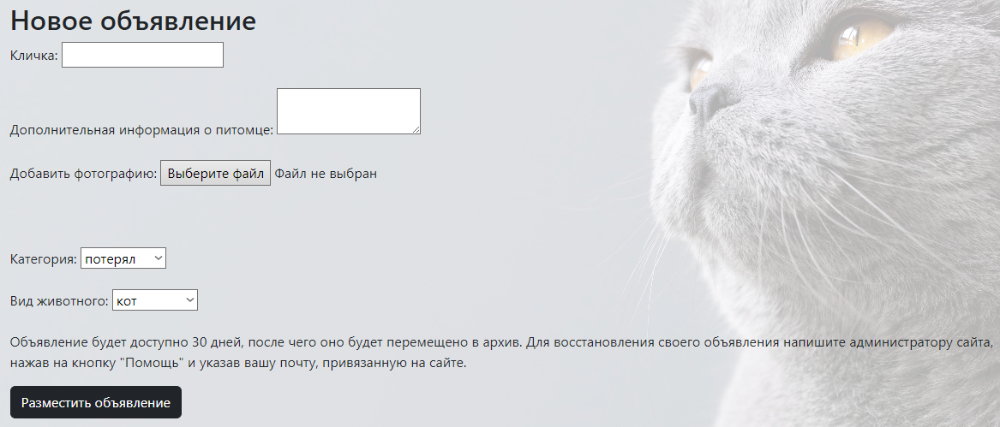 Новое объявление
Кличка:
Дополнительная информация о питомце:
Добавить фотографию: Выберите файл Файл не выбран
Категория: потерял
Вид животного: кот
Объявление будет доступно 30 дней, после чего оно будет перемещено в архив. Для восстановления своего объявления напишите администратору сайта,
нажав на кнопку "Помощь" и указав вашу почту, привязанную на сайте.
Разместить объявление